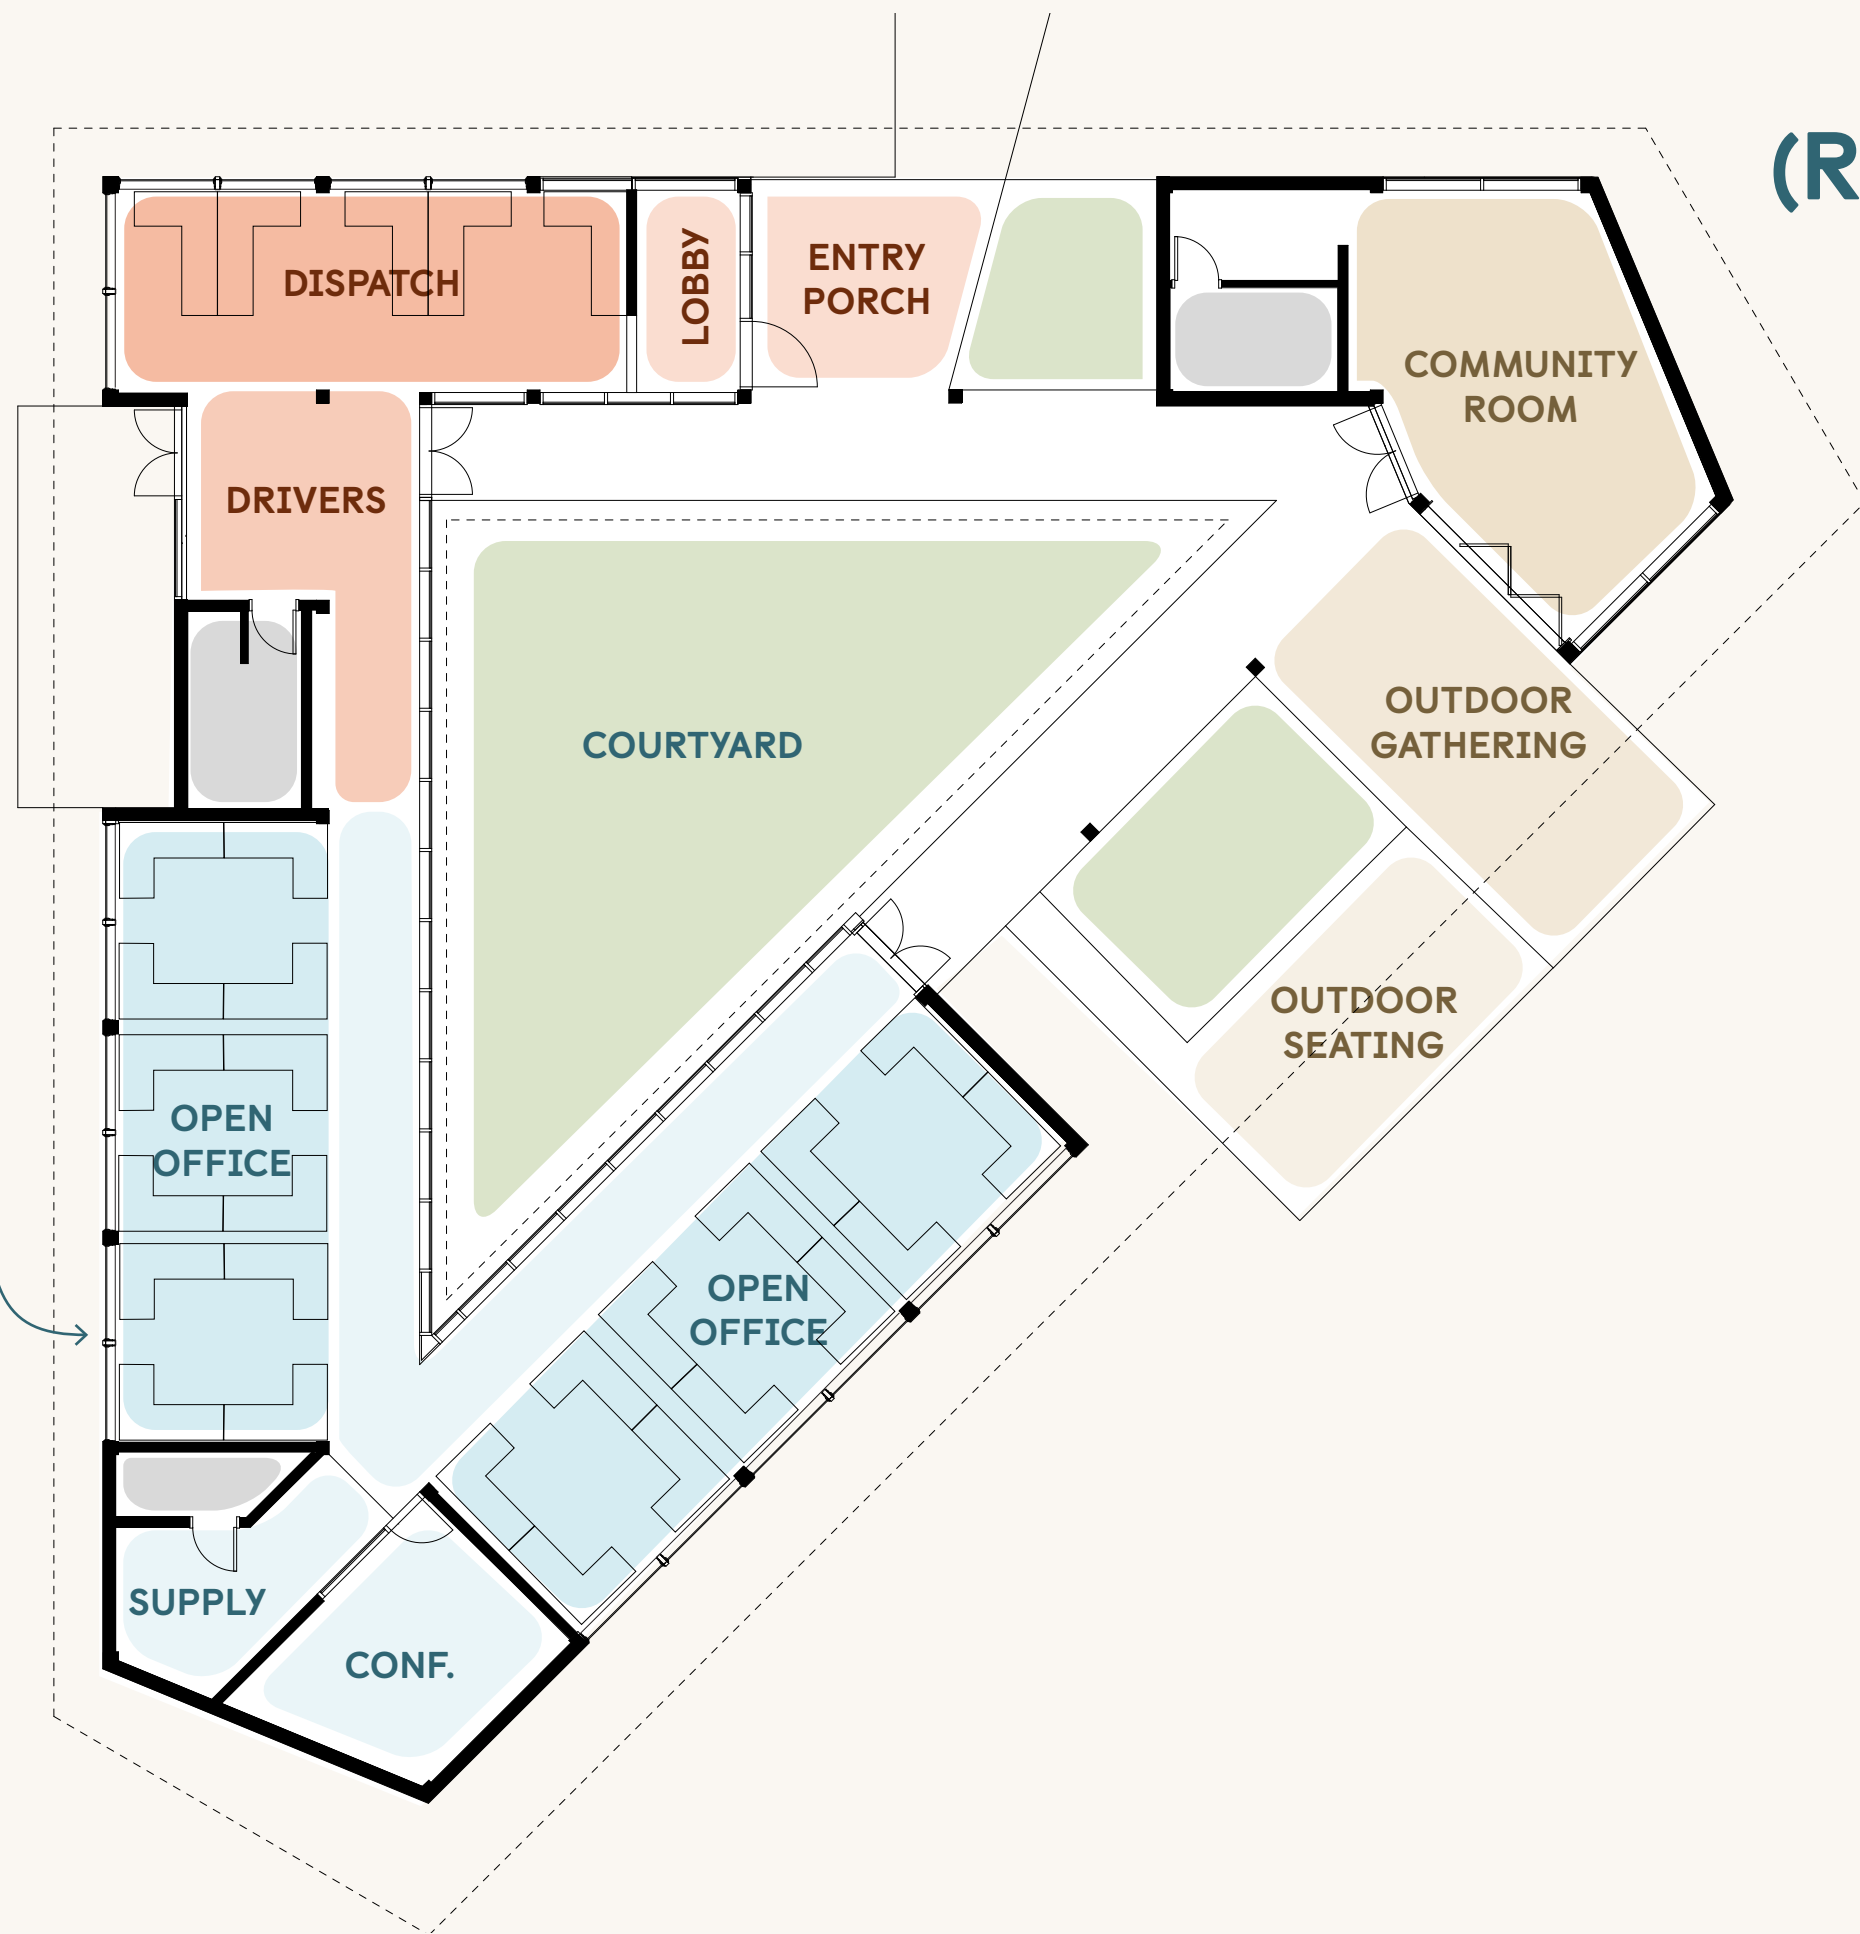 (R
DISPATCH
LOBBY
ENTRY
PORCH
COMMUNITY
ROOM
DRIVERS
COURTYARD
OUTDOOR
GATHERING
OUTDOOR
SEATING
OPEN
OFFICE
OPEN
OFFICE
SUPPLY
CONF.